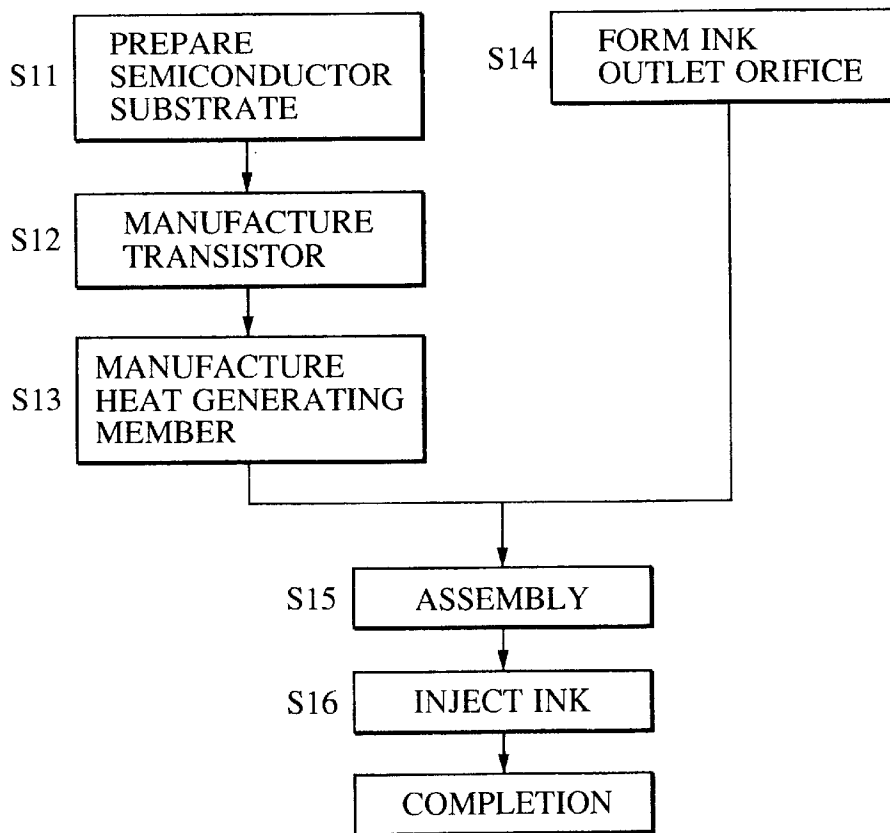 S11
PREPARE
SEMICONDUCTOR
SUBSTRATE
S14
FORM INK
OUTLET ORIFICE
S12
MANUFACTURE
TRANSISTOR
S13
MANUFACTURE
HEAT GENERATING
MEMBER
S15
ASSEMBLY
S16
INJECT INK
COMPLETION